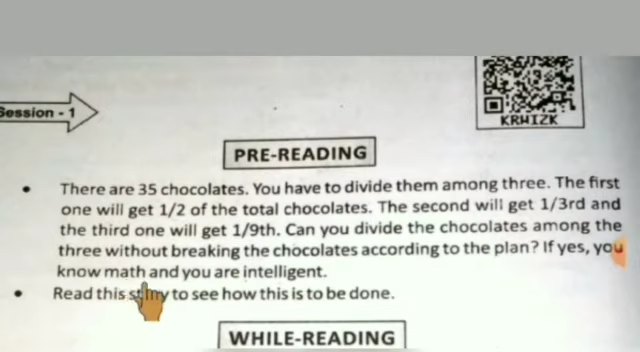 Session - 1
KRWIZK
PRE-READING
• There are 35 chocolates. You have to divide them among three. The first
one will get 1/2 of the total chocolates. The second will get 1/3rd and
the third one will get 1/9th. Can you divide the chocolates among the
three without breaking the chocolates according to the plan? If yes, you
know math and you are intelligent.
• Read this story to see how this is to be done.
WHILE-READING